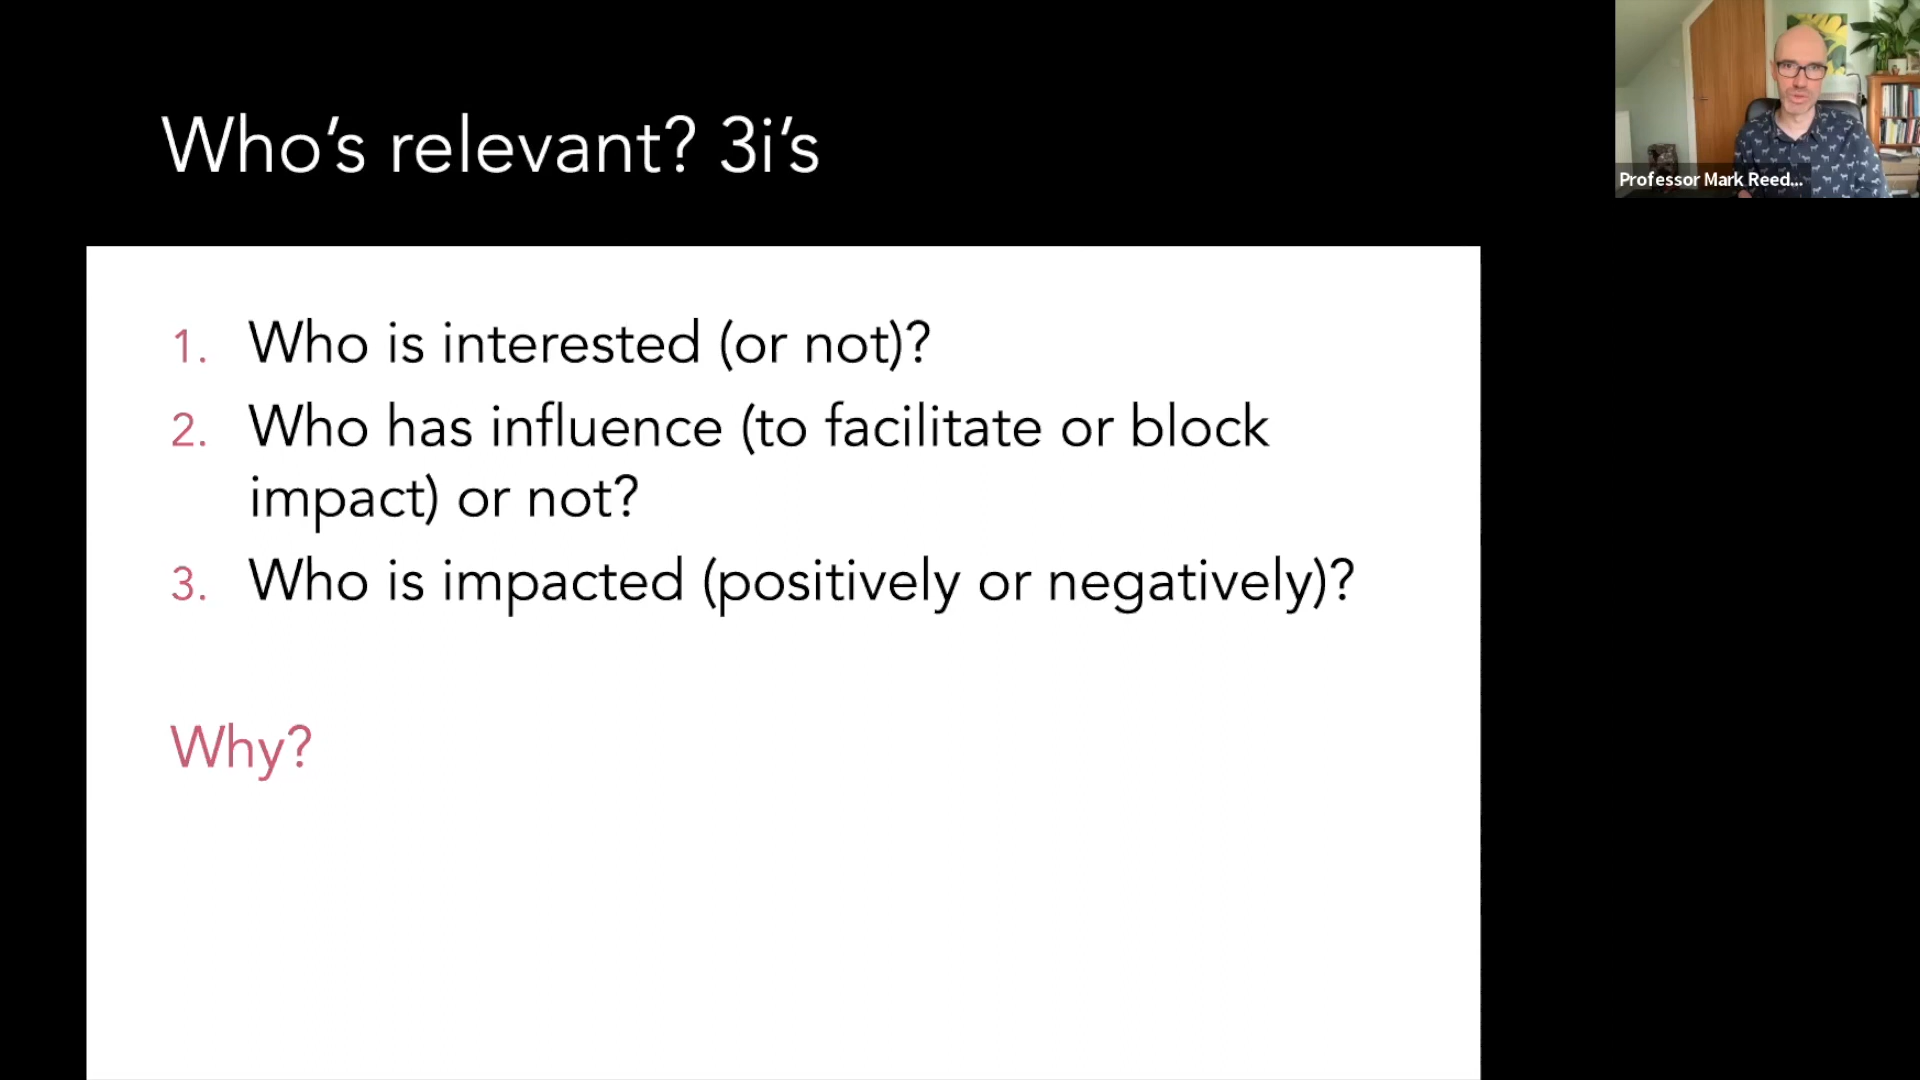 Who’s relevant? 3i’s
Professor Mark Reed...
1. Who is interested (or not)?
2. Who has influence (to facilitate or block
impact) or not?
3. Who is impacted (positively or negatively)?
Why?